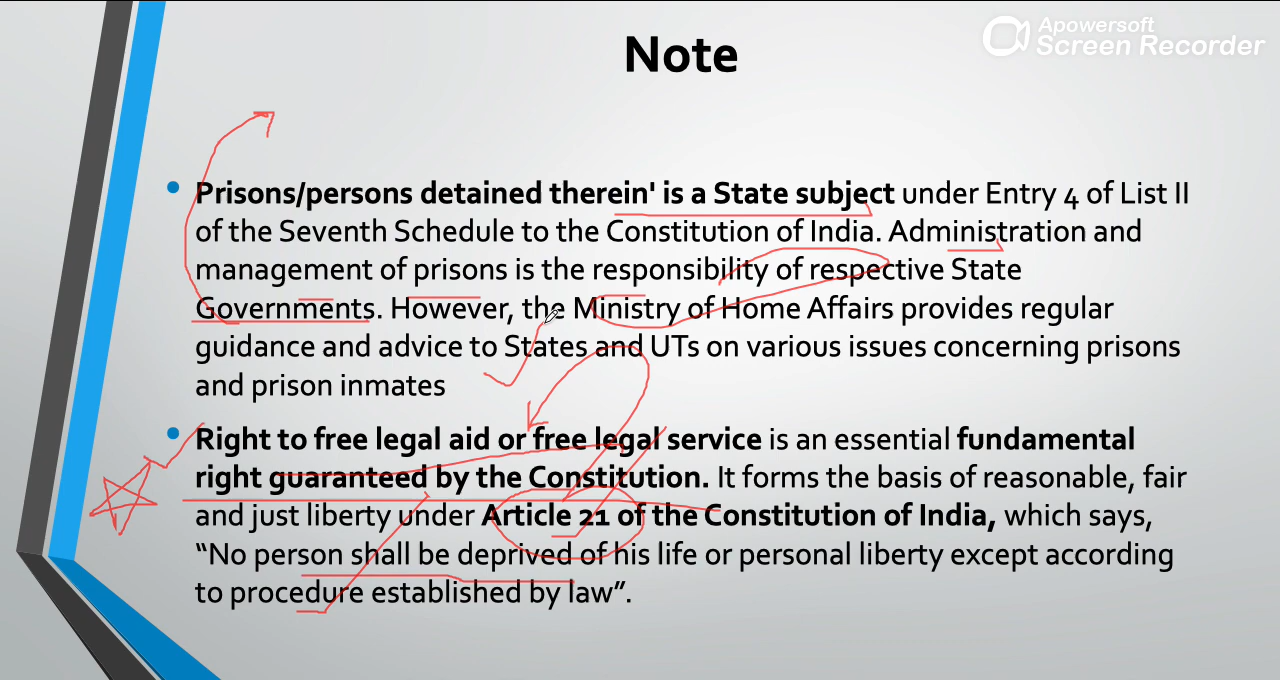 Apowersoft
Screen Recorder
Note
• Prisons/persons detained therein' is a State subject under Entry 4 of List II
of the Seventh Schedule to the Constitution of India. Administration and
management of prisons is the responsibility of respective State
Governments. However, the Ministry of Home Affairs provides regular
guidance and advice to States and UTs on various issues concerning prisons
and prison inmates
• Right to free legal aid or free legal service is an essential fundamental
right guaranteed by the Constitution. It forms the basis of reasonable, fair
and just liberty under Article 21 of the Constitution of India, which says,
“No person shall be deprived of his life or personal liberty except according
to procedure established by law”.